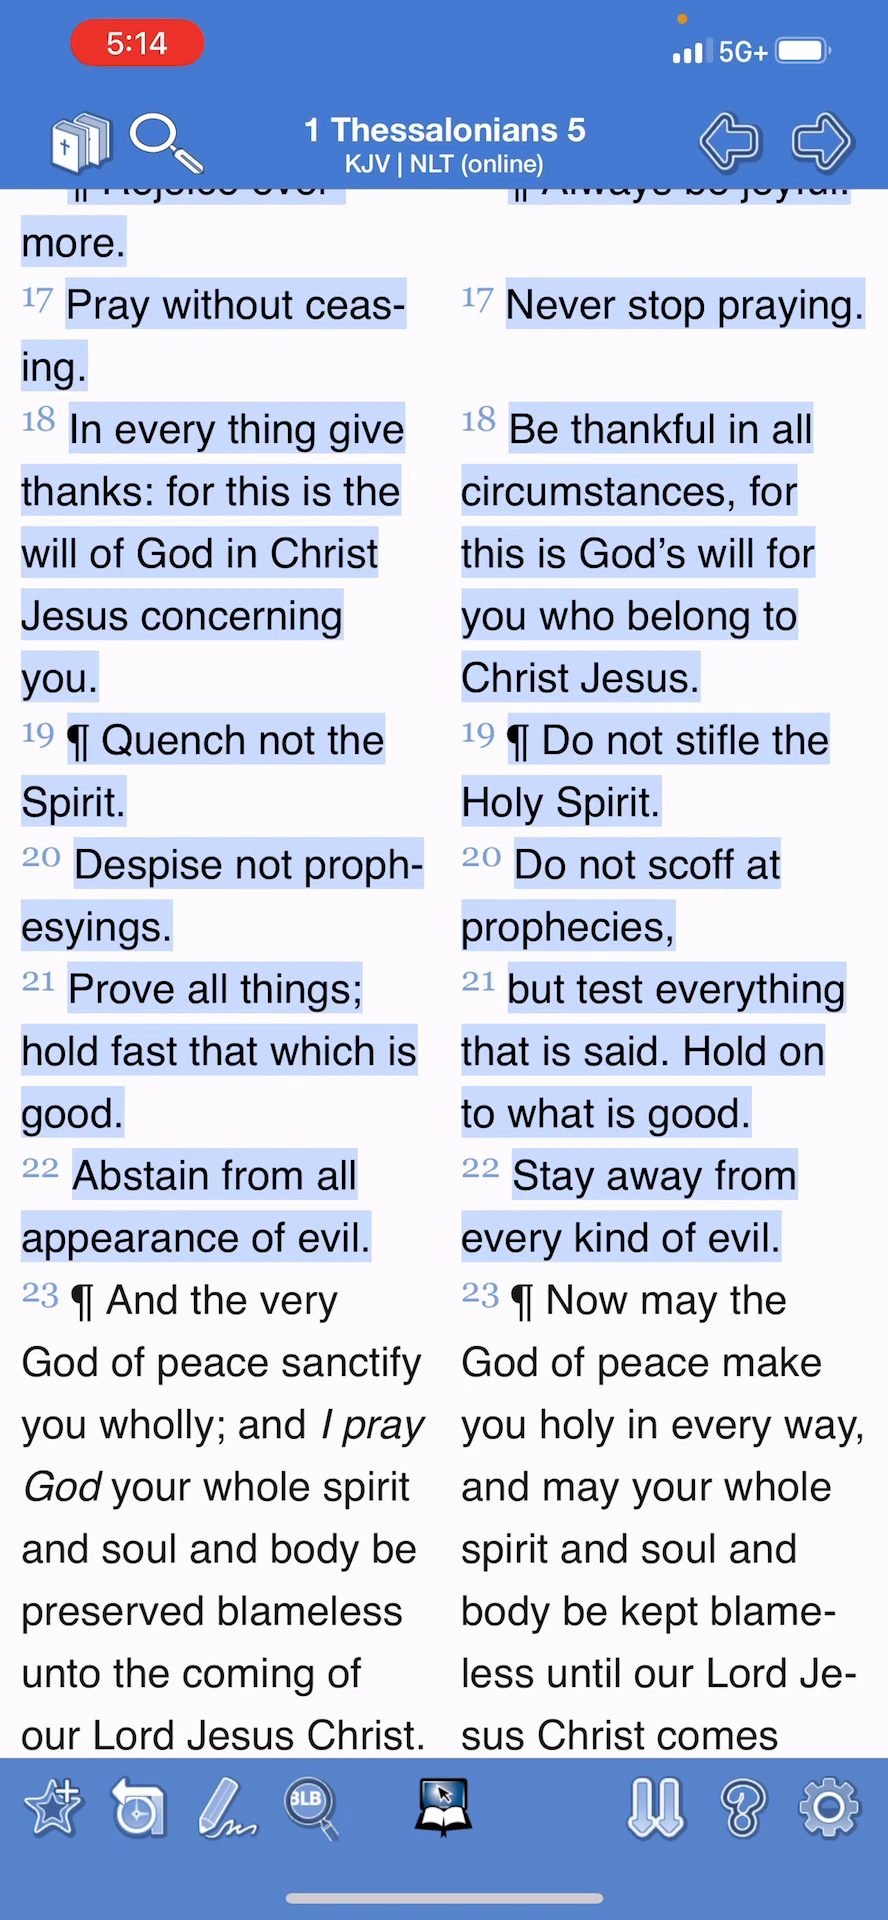 5:14
5G+
1 Thessalonians 5
KJV | NLT (online)
¶ Rejoice ever-
more.
17 Pray without ceas-
ing.
18 In every thing give
thanks: for this is the
will of God in Christ
Jesus concerning
you.
19 ¶ Quench not the
Spirit.
20 Despise not proph-
esyings.
21 Prove all things;
hold fast that which is
good.
22 Abstain from all
appearance of evil.
23 ¶ And the very
God of peace sanctify
you wholly; and I pray
God your whole spirit
and soul and body be
preserved blameless
unto the coming of
our Lord Jesus Christ.
¶ Always be joyful.
17 Never stop praying.
18 Be thankful in all
circumstances, for
this is God’s will for
you who belong to
Christ Jesus.
19 ¶ Do not stifle the
Holy Spirit.
20 Do not scoff at
prophecies,
21 but test everything
that is said. Hold on
to what is good.
22 Stay away from
every kind of evil.
23 ¶ Now may the
God of peace make
you holy in every way,
and may your whole
spirit and soul and
body be kept blame-
less until our Lord Je-
sus Christ comes
BLB